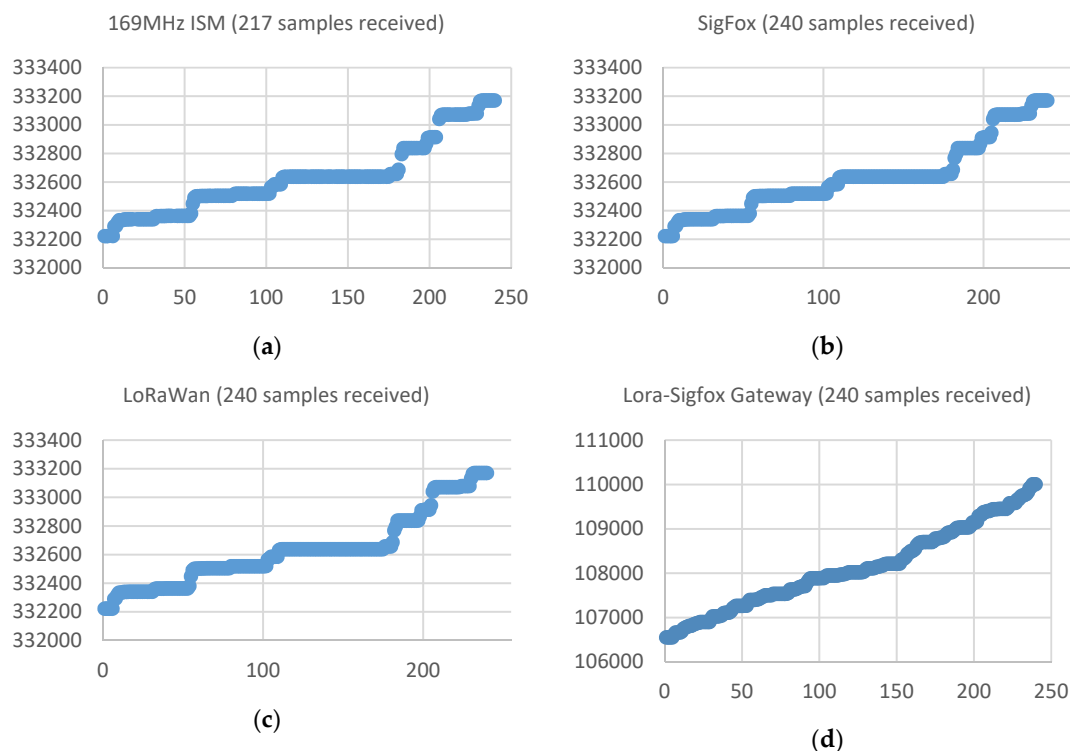 169MHz ISM (217 samples received)
333400
333200
333000
332800
332600
332400
332200
332000
0 50 100 150 200 250
(a)
SigFox (240 samples received)
333400
333200
333000
332800
332600
332400
332200
332000
0 100 200
(b)
LoRaWan (240 samples received)
333400
333200
333000
332800
332600
332400
332200
332000
0 100 200
(c)
Lora-Sigfox Gateway (240 samples received)
111000
110000
109000
108000
107000
106000
0 50 100 150 200 250
(d)